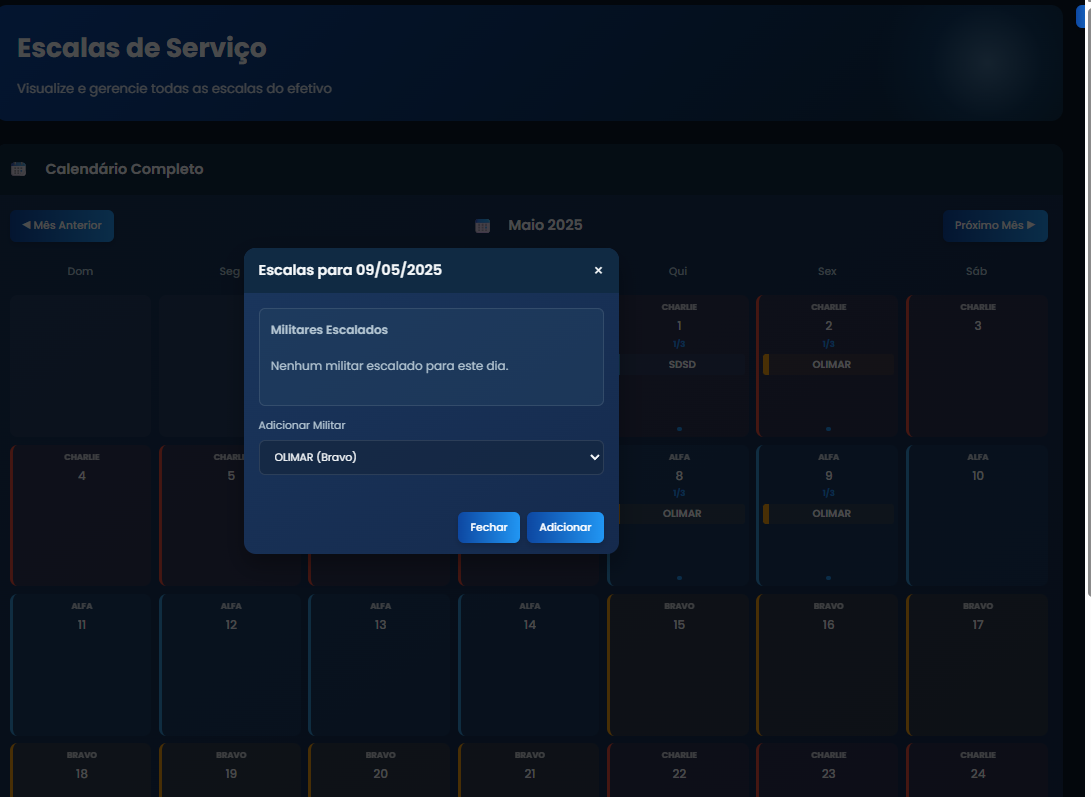 Escalas de Serviço
Visualize e gerencie todas as escalas do efetivo
Calendário Completo
◀ Mês Anterior
Maio 2025
Próximo Mês ▶
Dom
Seg
Qui
Sex
Sáb
Escalas para 09/05/2025
×
Militares Escalados
Nenhum militar escalado para este dia.
Adicionar Militar
OLIMAR (Bravo)
Fechar
Adicionar
CHARLIE
1
1/3
SDSD
CHARLIE
2
1/3
OLIMAR
CHARLIE
3
CHARLIE
4
CHARL
5
ALFA
8
1/3
OLIMAR
ALFA
9
1/3
OLIMAR
ALFA
10
ALFA
11
ALFA
12
ALFA
13
ALFA
14
BRAVO
15
BRAVO
16
BRAVO
17
BRAVO
18
BRAVO
19
BRAVO
20
BRAVO
21
CHARLIE
22
CHARLIE
23
CHARLIE
24